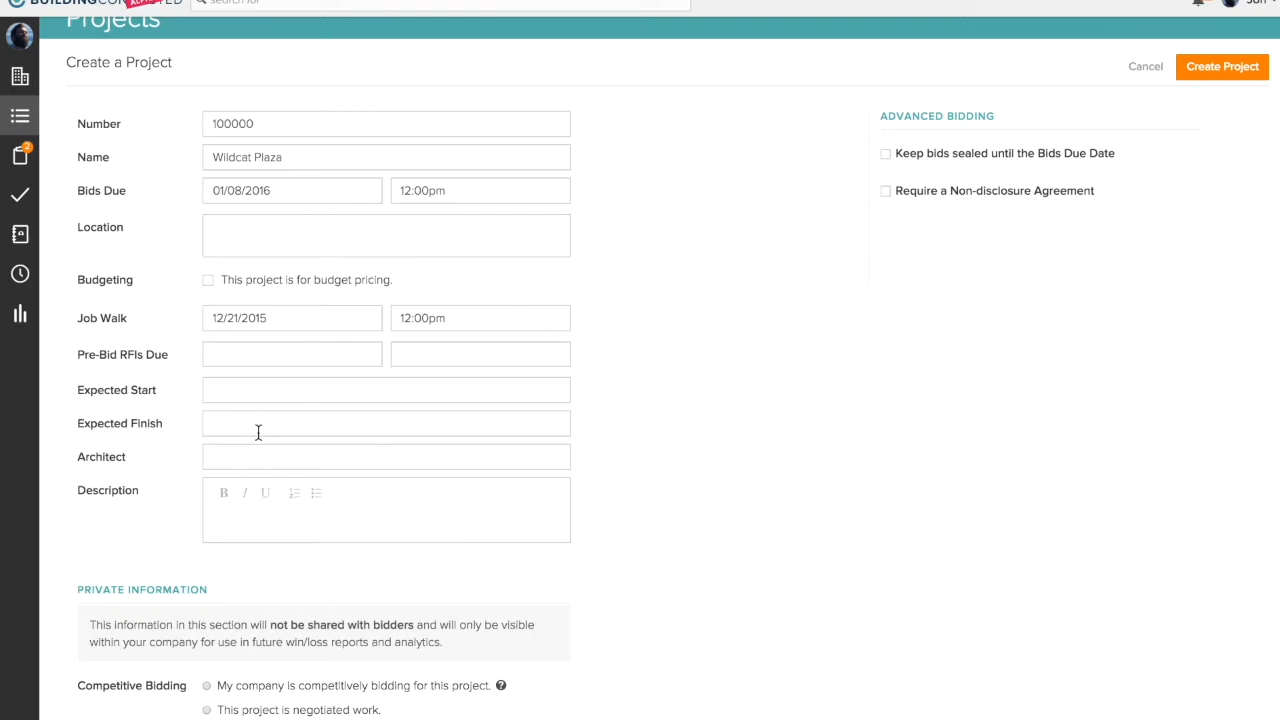 search for
Projects
Create a Project
Cancel
Create Project
Number
100000
Name
Wildcat Plaza
Bids Due
01/08/2016
12:00pm
Location
Budgeting
This project is for budget pricing.
Job Walk
12/21/2015
12:00pm
Pre-Bid RFIs Due
Expected Start
Expected Finish
Architect
Description
B I U
PRIVATE INFORMATION
This information in this section will not be shared with bidders and will only be visible
within your company for use in future win/loss reports and analytics.
Competitive Bidding
My company is competitively bidding for this project.
This project is negotiated work.
ADVANCED BIDDING
Keep bids sealed until the Bids Due Date
Require a Non-disclosure Agreement
2